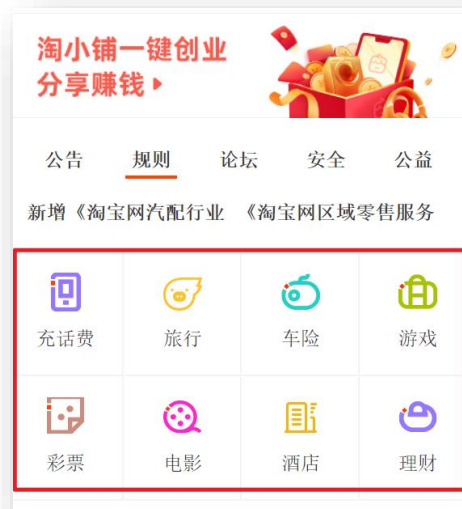 淘小铺一键创业
分享赚钱
公告 规则 论坛 安全 公益
新增《淘宝网汽配行业 《淘宝网区域零售服务
充话费 旅行 车险 游戏
彩票 电影 酒店 理财